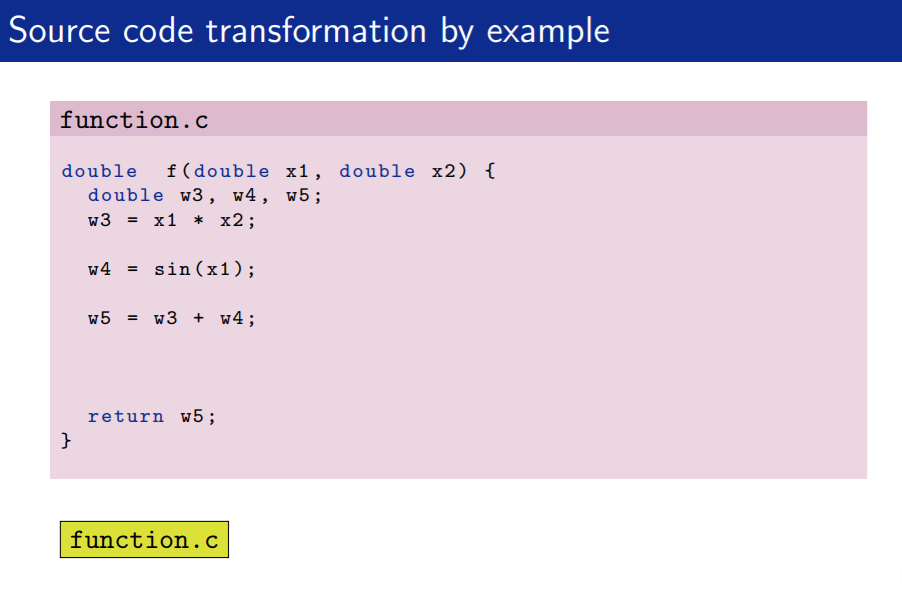 Source code transformation by example
function.c
double f(double x1, double x2) {
double w3, w4, w5;
w3 = x1 * x2;
w4 = sin(x1);
w5 = w3 + w4;
return w5;
}
function.c